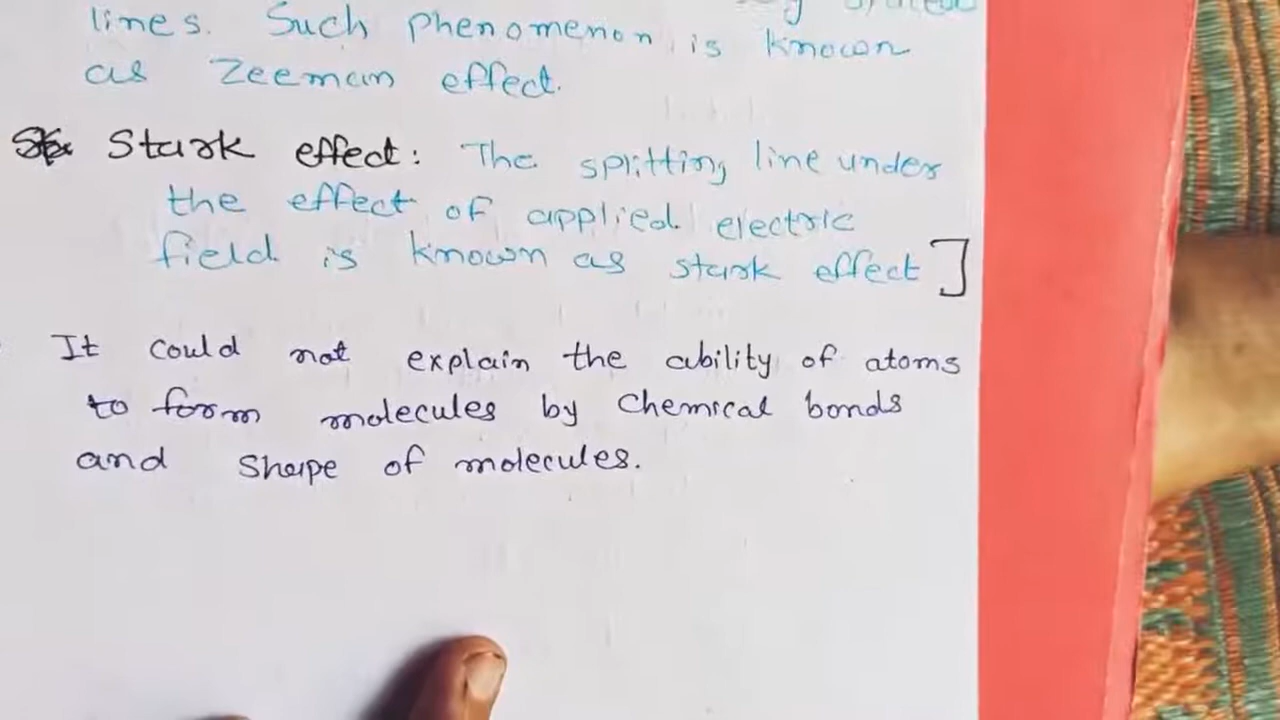 lines. Such phenomenon is known
as Zeeman effect.
Stark effect: The splitting line under
the effect of applied electric
field is known as stark effect]
It could not explain the ability of atoms
to form molecules by chemical bonds
and shape of molecules.